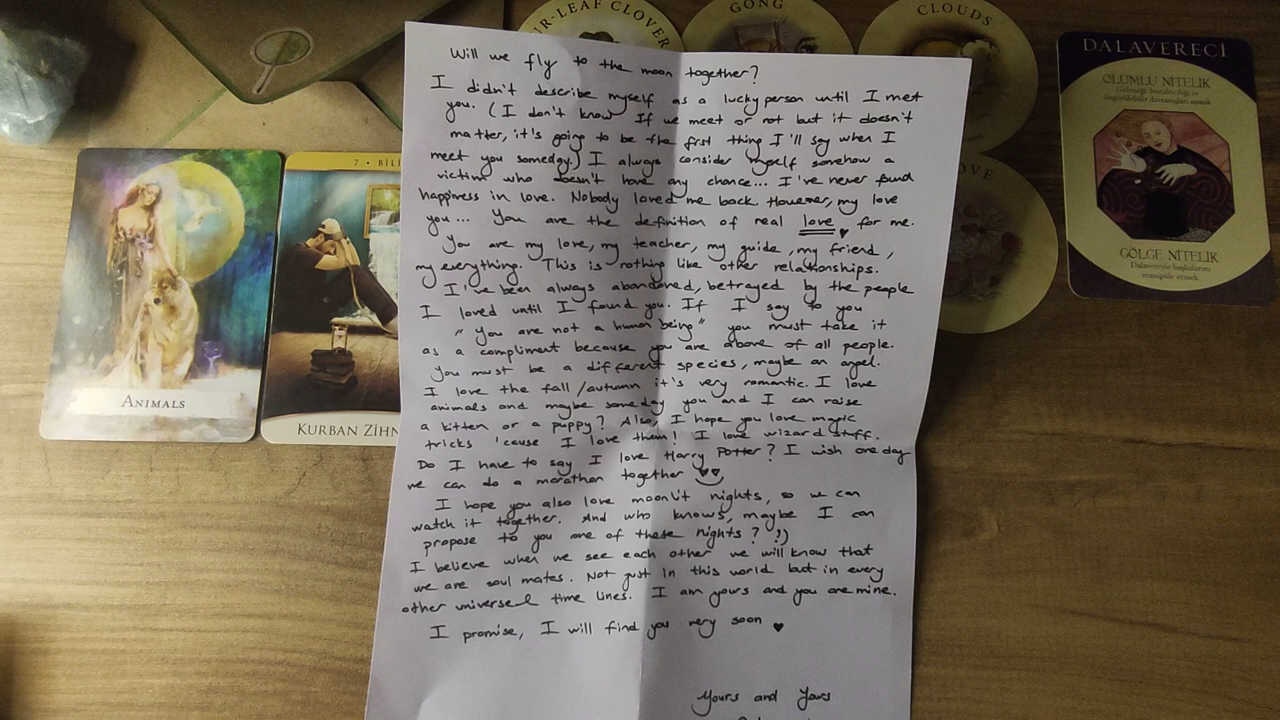 UR-LEAF CLOVER
GONG
CLOUDS
DALAVERECİ
OLUMLU NİTELİK
OVE
GÖLGE NİTELİK
Dalavereyle başkalarını
manipüle etmek
ANIMALS
7 • BİLİ
KURBAN ZİHN
Will we fly to the moon together?
I didn't describe myself as a lucky person until I met
you. (I don't know If we meet or not but it doesn't
matter, it's going to be the first thing I'll say when I
meet you someday.) I always consider myself somehow a
victim who doesn't have any chance... I've never found
happiness in love. Nobody loved me back. However, my love
you... You are the definition of real love ♥ for me.
You are my love, my teacher, my guide, my friend,
my everything. This is nothing like other relationships.
I've been always abandoned, betrayed by the people
I loved until I found you. If I say to you
"You are not a human being" you must take it
as a compliment because you are above of all people.
You must be a different species, maybe an angel.
I love the fall/autumn it's very romantic. I love
animals and maybe someday you and I can raise
a kitten or a puppy? Also, I hope you love magic
tricks 'cause I love them! I love wizard stuff.
Do I have to say I love Harry Potter? I wish one day
we can do a marathon together
I hope you also love moonlit nights, so we can
watch it together. And who knows, maybe I can
propose to you one of these nights? :)
I believe when we see each other we will know that
we are soul mates. Not just in this world but in every
other time lines. I am yours and you are mine.
I promise, I will find you very soon ♥
Yours and Yours